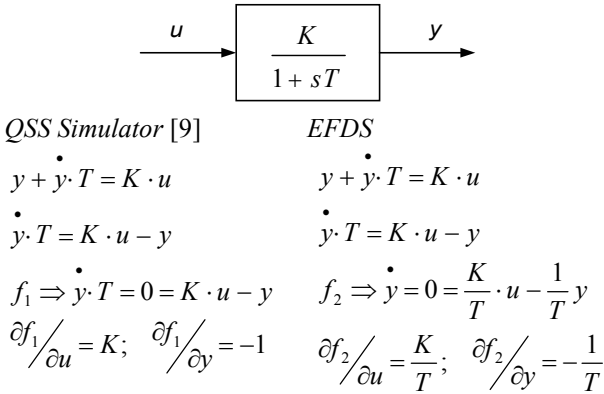 u
K
1 + sT
y
QSS Simulator [9]
EFDS
y + ẏ· T = K · u
y + ẏ· T = K · u
ẏ· T = K · u − y
ẏ· T = K · u − y
f₁ ⇒ ẏ· T = 0 = K · u − y
f₂ ⇒ ẏ = 0 = K/T · u − 1/T y
∂f₁/∂u = K; ∂f₁/∂y = −1
∂f₂/∂u = K/T; ∂f₂/∂y = −1/T